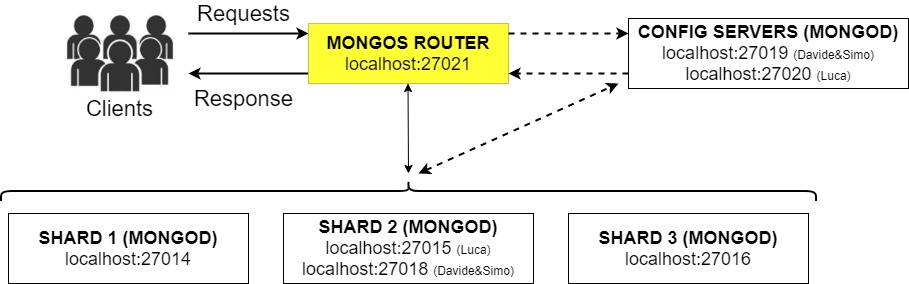 Requests
MONGOS ROUTER
localhost:27021
CONFIG SERVERS (MONGOD)
localhost:27019 (Davide&Simo)
localhost:27020 (Luca)
Clients
Response
SHARD 1 (MONGOD)
localhost:27014
SHARD 2 (MONGOD)
localhost:27015 (Luca)
localhost:27018 (Davide&Simo)
SHARD 3 (MONGOD)
localhost:27016